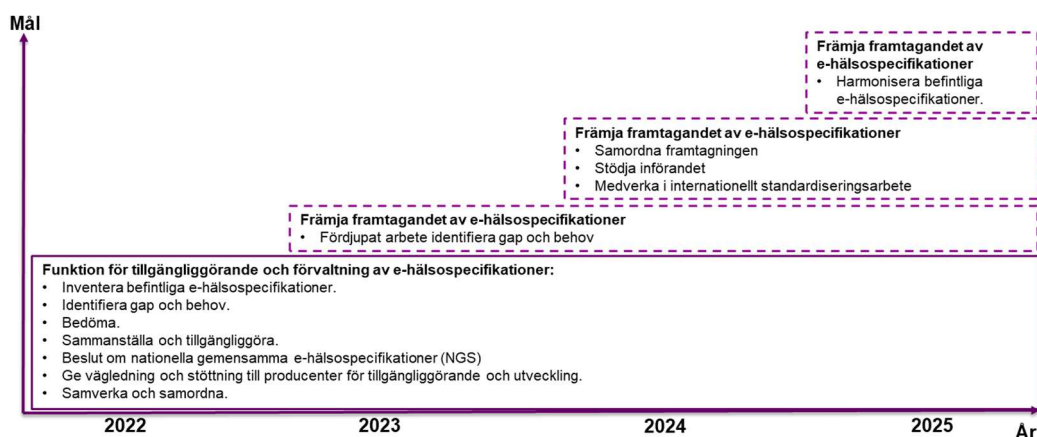 Mål
Främja framtagandet av
e-hälsospecifikationer
• Harmonisera befintliga
e-hälsospecifikationer.
Främja framtagandet av e-hälsospecifikationer
• Samordna framtagningen
• Stödja införandet
• Medverka i internationellt standardiseringsarbete
Främja framtagandet av e-hälsospecifikationer
• Fördjupat arbete identifiera gap och behov
Funktion för tillgängliggörande och förvaltning av e-hälsospecifikationer:
• Inventera befintliga e-hälsospecifikationer.
• Identifiera gap och behov.
• Bedöma.
• Sammanställa och tillgängliggöra.
• Beslut om nationella gemensamma e-hälsospecifikationer (NGS)
• Ge vägledning och stöttning till producenter för tillgängliggörande och utveckling.
• Samverka och samordna.
2022 2023 2024 2025 År